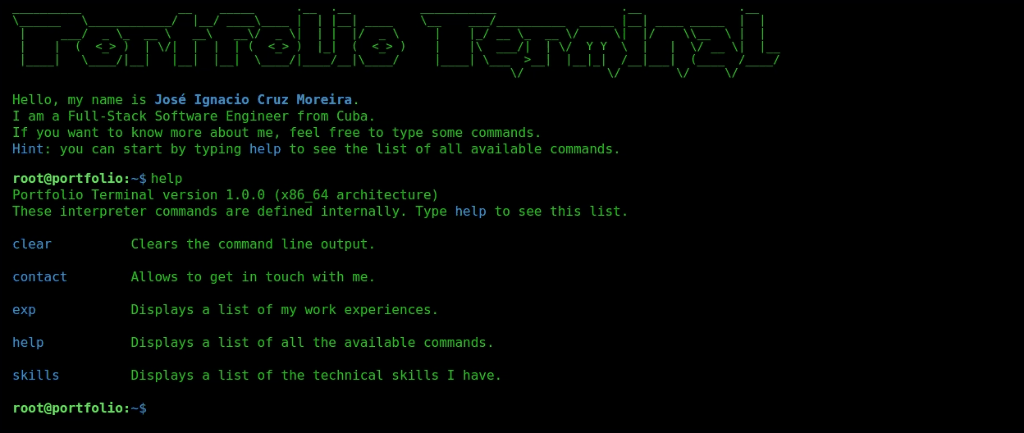 Portfolio Terminal
Hello, my name is José Ignacio Cruz Moreira.
I am a Full-Stack Software Engineer from Cuba.
If you want to know more about me, feel free to type some commands.
Hint: you can start by typing help to see the list of all available commands.
root@portfolio:~$ help
Portfolio Terminal version 1.0.0 (x86_64 architecture)
These interpreter commands are defined internally. Type help to see this list.
clear Clears the command line output.
contact Allows to get in touch with me.
exp Displays a list of my work experiences.
help Displays a list of all the available commands.
skills Displays a list of the technical skills I have.
root@portfolio:~$